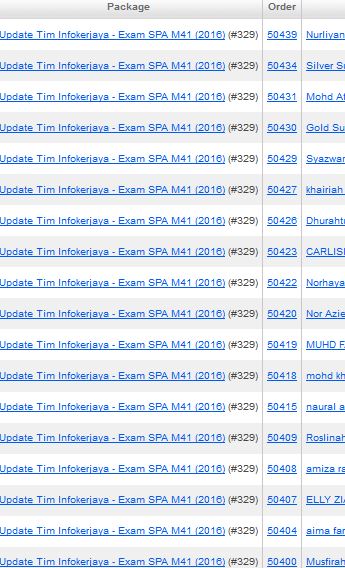 Package Order
Update Tim Infokerjaya - Exam SPA M41 (2016) (#329) 50439 Nurliyan
Update Tim Infokerjaya - Exam SPA M41 (2016) (#329) 50434 Silver
Update Tim Infokerjaya - Exam SPA M41 (2016) (#329) 50431 Mohd
Update Tim Infokerjaya - Exam SPA M41 (2016) (#329) 50430 Gold Su
Update Tim Infokerjaya - Exam SPA M41 (2016) (#329) 50429 Syazwar
Update Tim Infokerjaya - Exam SPA M41 (2016) (#329) 50427 khairiah
Update Tim Infokerjaya - Exam SPA M41 (2016) (#329) 50426 Dhuraht
Update Tim Infokerjaya - Exam SPA M41 (2016) (#329) 50423 CARLIS
Update Tim Infokerjaya - Exam SPA M41 (2016) (#329) 50422 Norhaya
Update Tim Infokerjaya - Exam SPA M41 (2016) (#329) 50420 Nor Azie
Update Tim Infokerjaya - Exam SPA M41 (2016) (#329) 50419 MUHD F
Update Tim Infokerjaya - Exam SPA M41 (2016) (#329) 50418 mohd kh
Update Tim Infokerjaya - Exam SPA M41 (2016) (#329) 50415 naural a
Update Tim Infokerjaya - Exam SPA M41 (2016) (#329) 50409 Roslinah
Update Tim Infokerjaya - Exam SPA M41 (2016) (#329) 50408 amiza ra
Update Tim Infokerjaya - Exam SPA M41 (2016) (#329) 50407 ELLY ZI
Update Tim Infokerjaya - Exam SPA M41 (2016) (#329) 50404 aima far
Update Tim Infokerjaya - Exam SPA M41 (2016) (#329) 50400 Musfirah